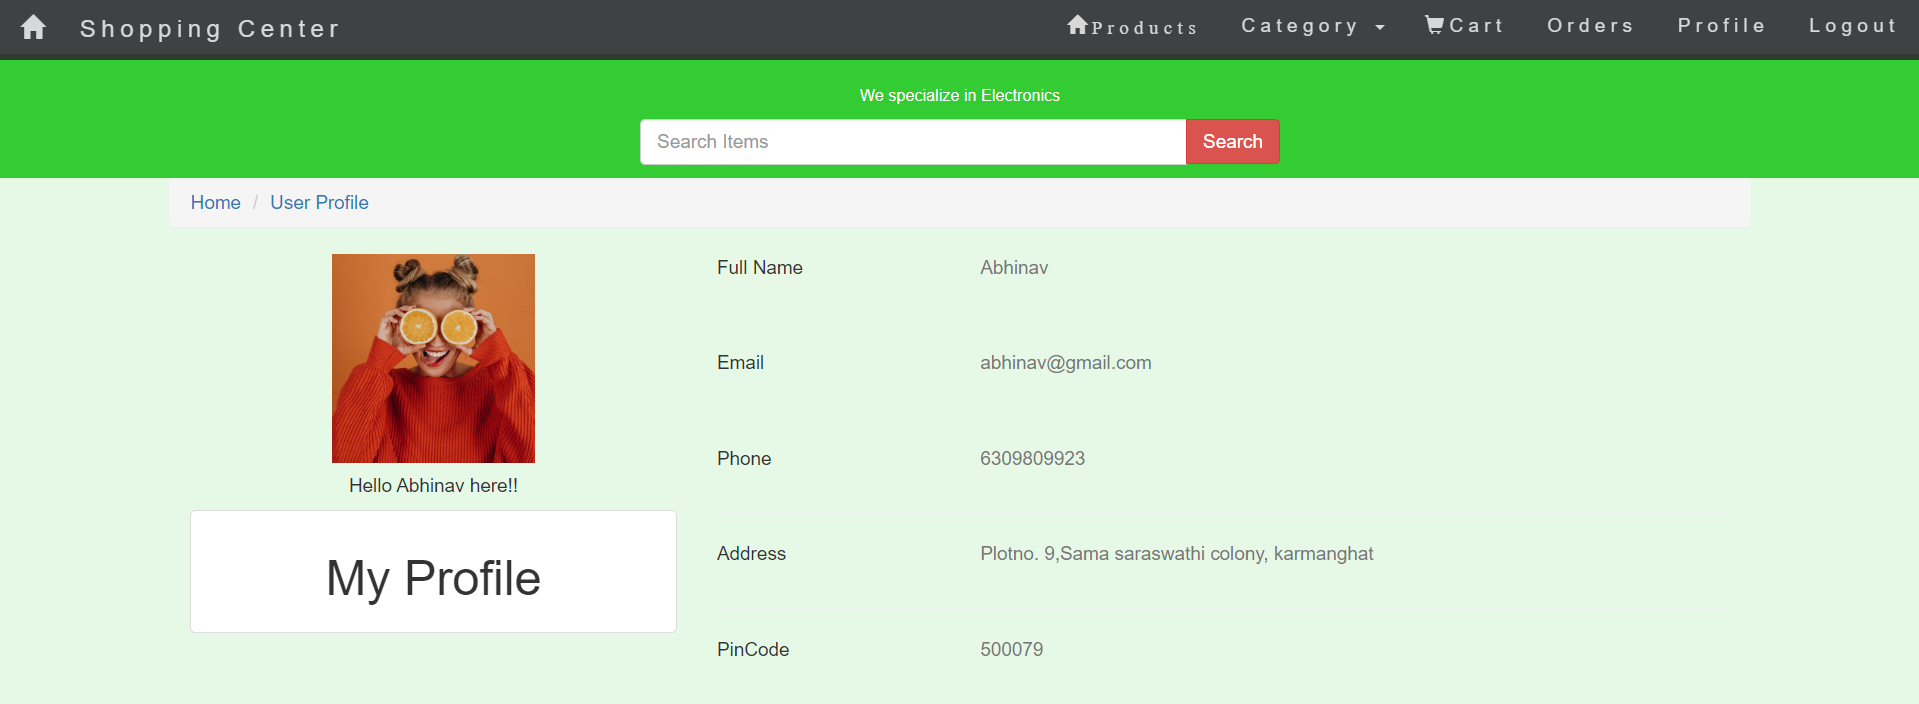 Shopping Center
Products
Category
Cart
Orders
Profile
Logout
We specialize in Electronics
Search Items
Search
Home / User Profile
Hello Abhinav here!!
My Profile
Full Name Abhinav
Email abhinav@gmail.com
Phone 6309809923
Address Plotno. 9,Sama saraswathi colony, karmanghat
PinCode 500079